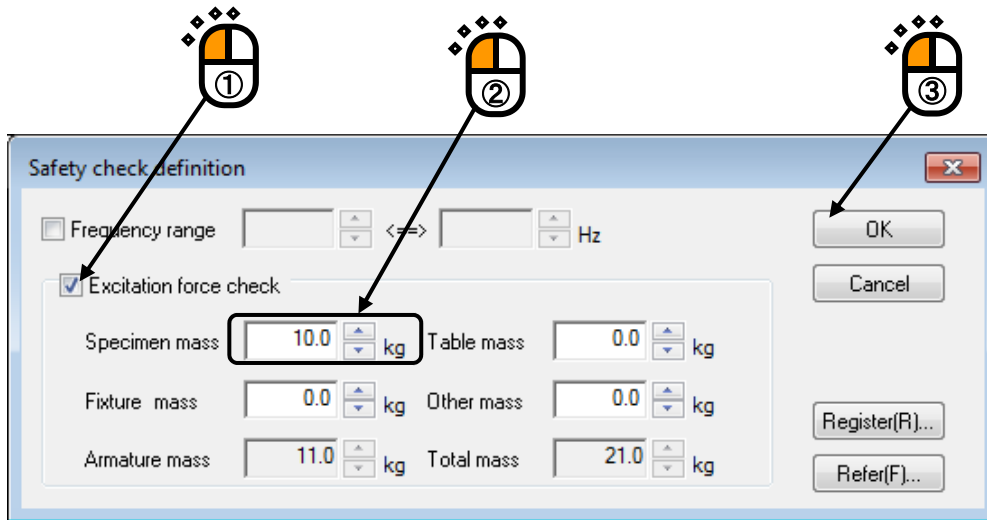 ① ② ③
Safety check definition
Frequency range <==> Hz OK
Excitation force check Cancel
Specimen mass 10.0 kg Table mass 0.0 kg
Fixture mass 0.0 kg Other mass 0.0 kg Register(R)...
Armature mass 11.0 kg Total mass 21.0 kg Refer(F)...